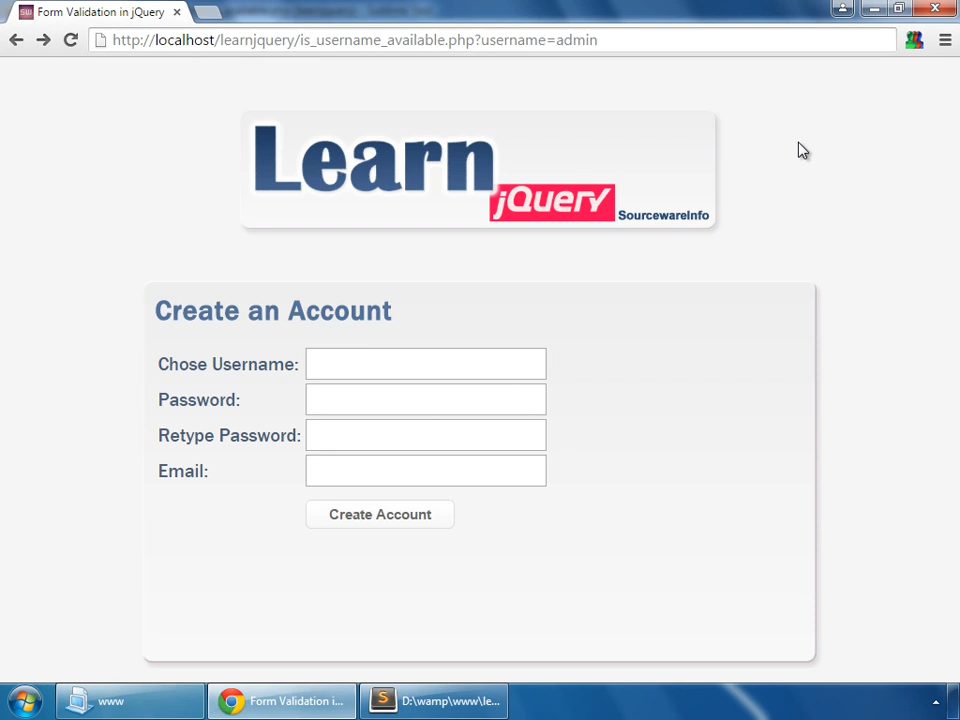 Form Validation in jQuery
http://localhost/learnjquery/is_username_available.php?username=admin
Learn
jQuery
SourcewareInfo
Create an Account
Chose Username:
Password:
Retype Password:
Email:
Create Account
www
Form Validation i...
D:\wamp\www\le...